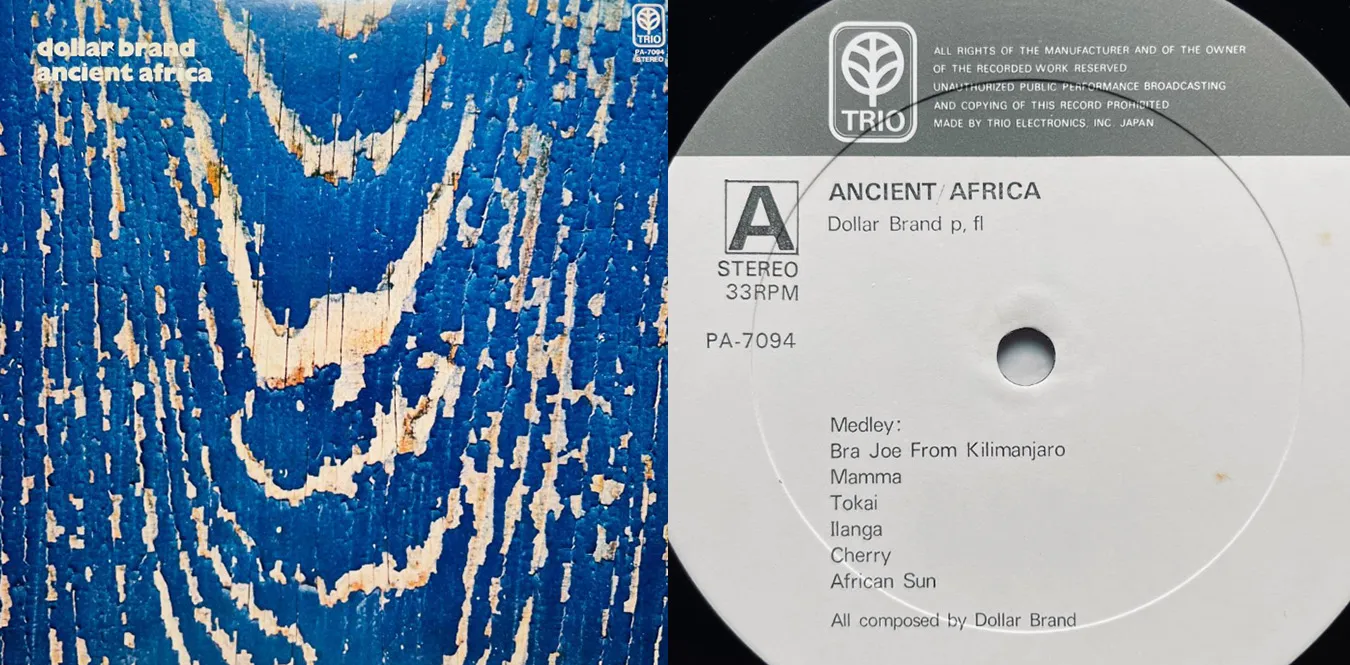 dollar brand
ancient africa
TRIO
PA-7094
STEREO
TRIO
ALL RIGHTS OF THE MANUFACTURER AND OF THE OWNER
OF THE RECORDED WORK RESERVED
UNAUTHORIZED PUBLIC PERFORMANCE BROADCASTING
AND COPYING OF THIS RECORD PROHIBITED
MADE BY TRIO ELECTRONICS, INC. JAPAN
A
STEREO
33RPM
PA-7094
ANCIENT/AFRICA
Dollar Brand p, fl
Medley:
Bra Joe From Kilimanjaro
Mamma
Tokai
Ilanga
Cherry
African Sun
All composed by Dollar Brand